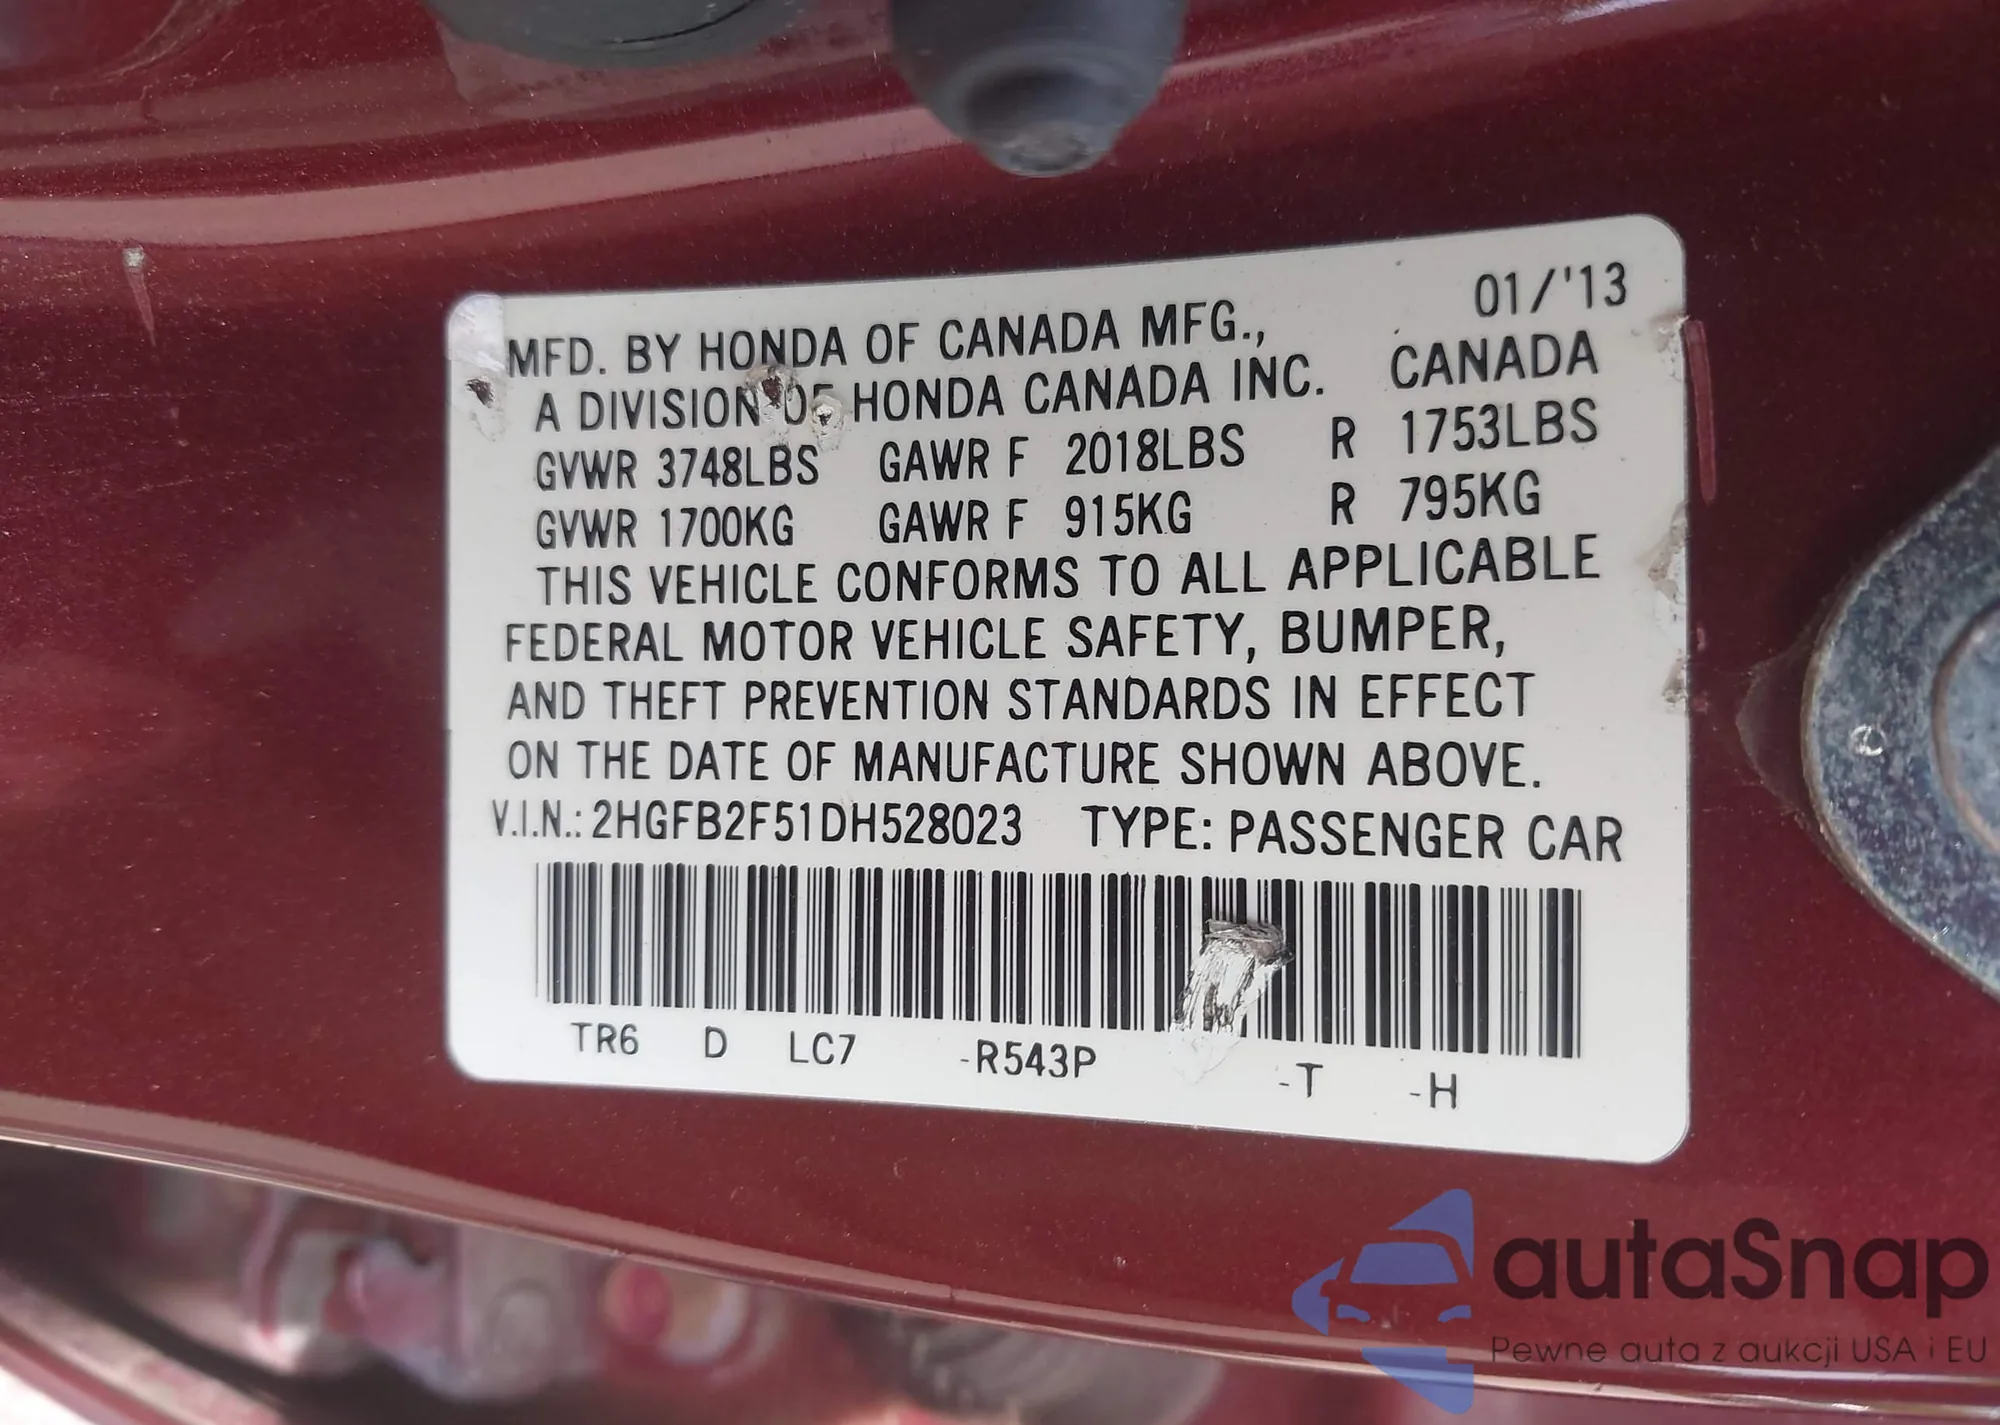 01/'13
MFD. BY HONDA OF CANADA MFG.,
A DIVISION OF HONDA CANADA INC. CANADA
GVWR 3748LBS GAWR F 2018LBS R 1753LBS
GVWR 1700KG GAWR F 915KG R 795KG
THIS VEHICLE CONFORMS TO ALL APPLICABLE
FEDERAL MOTOR VEHICLE SAFETY, BUMPER,
AND THEFT PREVENTION STANDARDS IN EFFECT
ON THE DATE OF MANUFACTURE SHOWN ABOVE.
V.I.N.: 2HGFB2F51DH528023 TYPE: PASSENGER CAR
TR6 D LC7 -R543P -T -H
autaSnap
Pewne auta z aukcji USA i EU